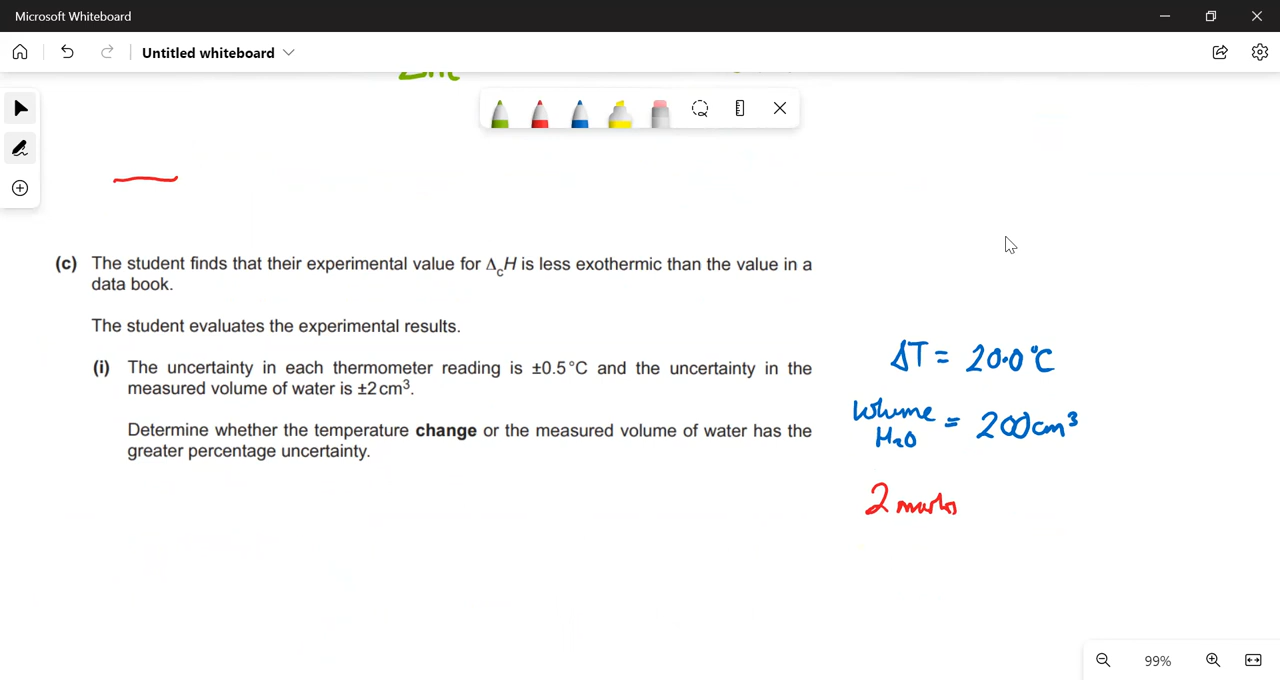 Microsoft Whiteboard
Untitled whiteboard
(c) The student finds that their experimental value for ΔcH is less exothermic than the value in a
data book.
The student evaluates the experimental results.
(i) The uncertainty in each thermometer reading is ±0.5°C and the uncertainty in the
measured volume of water is ±2cm³.
Determine whether the temperature change or the measured volume of water has the
greater percentage uncertainty.
ΔT = 20.0°C
Volume H₂O = 200cm³
2 marks
99%